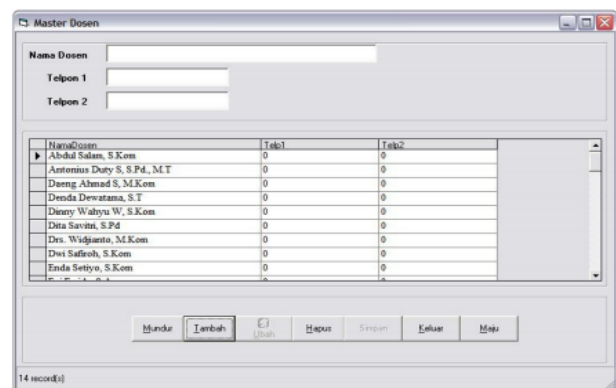 Master Dosen
Nama Dosen
Telpon 1
Telpon 2
NamaDosen Telp1 Telp2
Abdul Salam, S.Kom 0 0
Antonius Duty S, S.Pd., M.T 0 0
Daeng Ahmad S, M.Kom 0 0
Denda Dewatama, S.T 0 0
Dinny Wahyu W, S.Kom 0 0
Dita Savitri, S.Pd 0 0
Drs. Widjianto, M.Kom 0 0
Dwi Safiroh, S.Kom 0 0
Enda Setiyo, S.Kom 0 0
Mundur Tambah Ubah Hapus Simpan Keluar Maju
14 record(s)